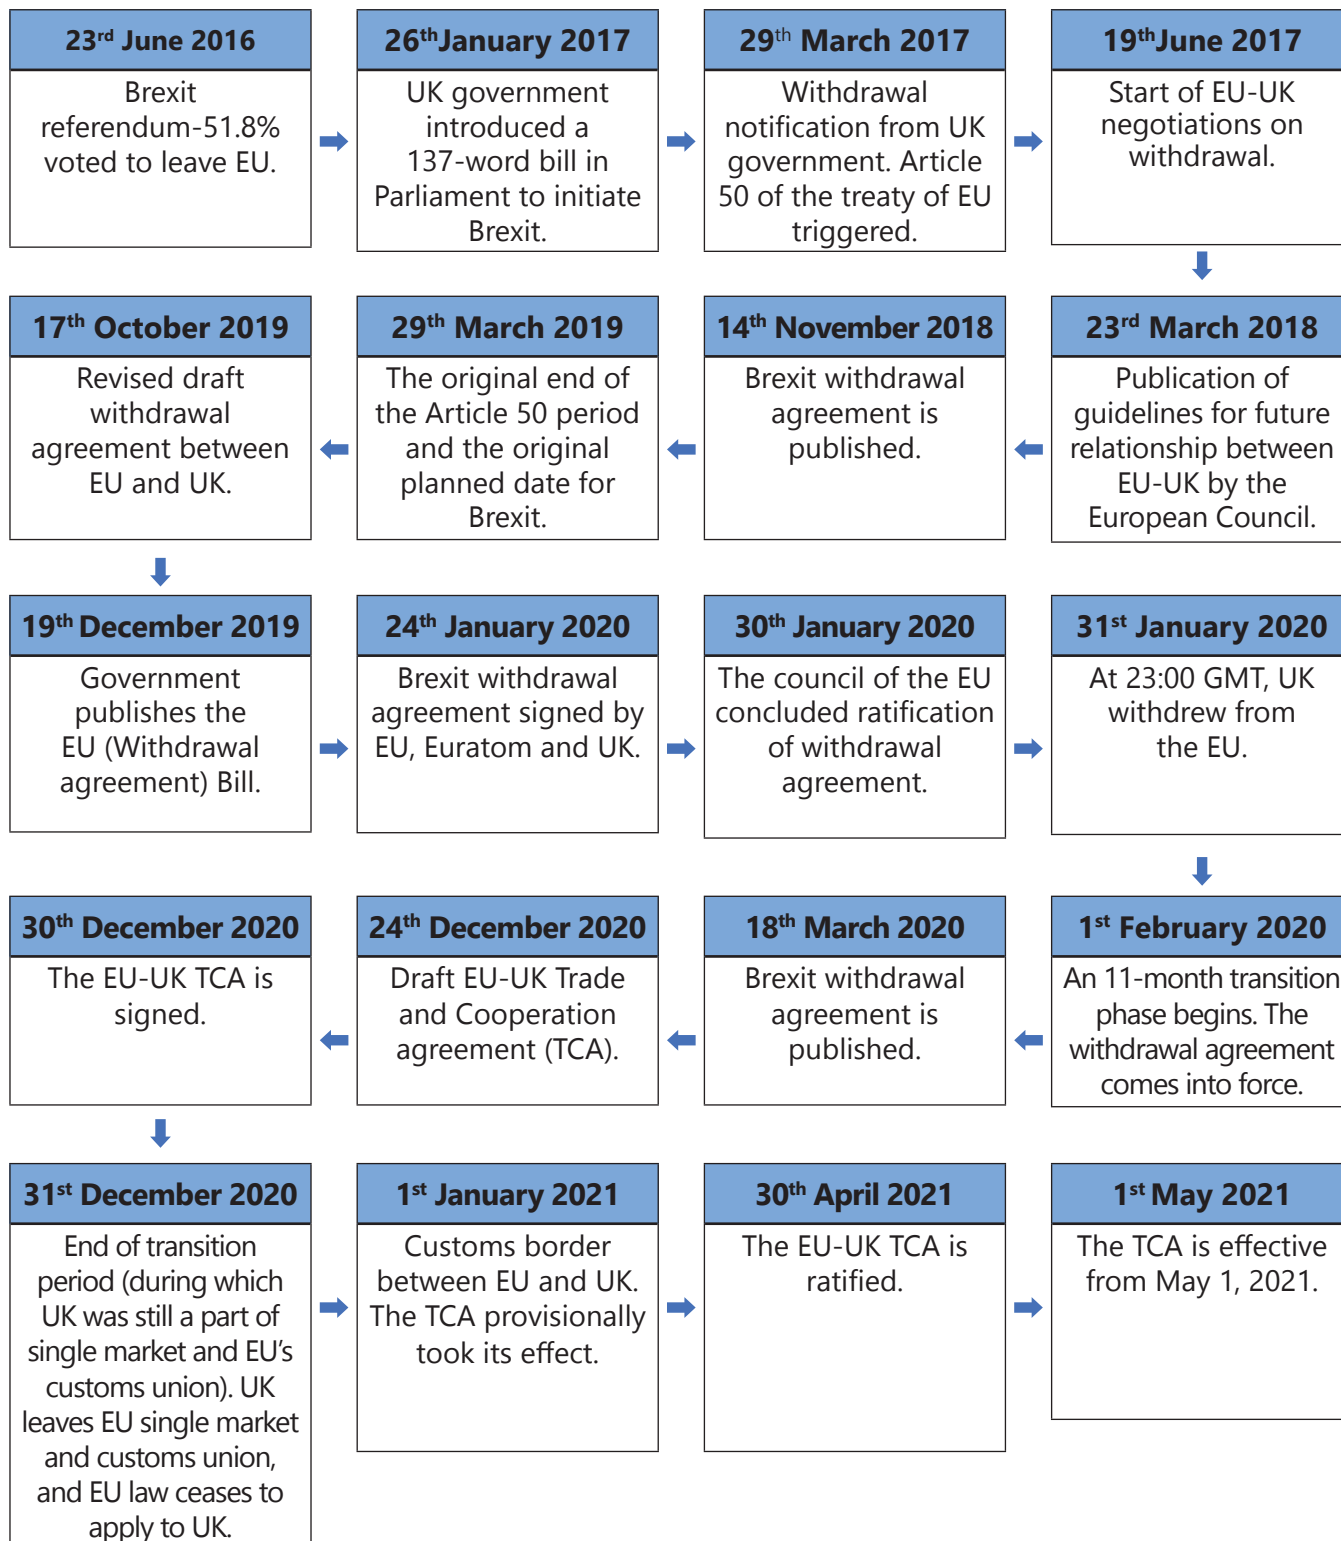 23rd June 2016
Brexit
referendum-51.8%
voted to leave EU.
26thJanuary 2017
UK government
introduced a
137-word bill in
Parliament to initiate
Brexit.
29th March 2017
Withdrawal
notification from UK
government. Article
50 of the treaty of EU
triggered.
19thJune 2017
Start of EU-UK
negotiations on
withdrawal.
23rd March 2018
Publication of
guidelines for future
relationship between
EU-UK by the
European Council.
14th November 2018
Brexit withdrawal
agreement is
published.
29th March 2019
The original end of
the Article 50 period
and the original
planned date for
Brexit.
17th October 2019
Revised draft
withdrawal
agreement between
EU and UK.
19th December 2019
Government
publishes the
EU (Withdrawal
agreement) Bill.
24th January 2020
Brexit withdrawal
agreement signed by
EU, Euratom and UK.
30th January 2020
The council of the EU
concluded ratification
of withdrawal
agreement.
31st January 2020
At 23:00 GMT, UK
withdrew from
the EU.
1st February 2020
An 11-month transition
phase begins. The
withdrawal agreement
comes into force.
18th March 2020
Brexit withdrawal
agreement is
published.
24th December 2020
Draft EU-UK Trade
and Cooperation
agreement (TCA).
30th December 2020
The EU-UK TCA is
signed.
31st December 2020
End of transition
period (during which
UK was still a part of
single market and EU’s
customs union). UK
leaves EU single market
and customs union,
and EU law ceases to
apply to UK.
1st January 2021
Customs border
between EU and UK.
The TCA provisionally
took its effect.
30th April 2021
The EU-UK TCA is
ratified.
1st May 2021
The TCA is effective
from May 1, 2021.